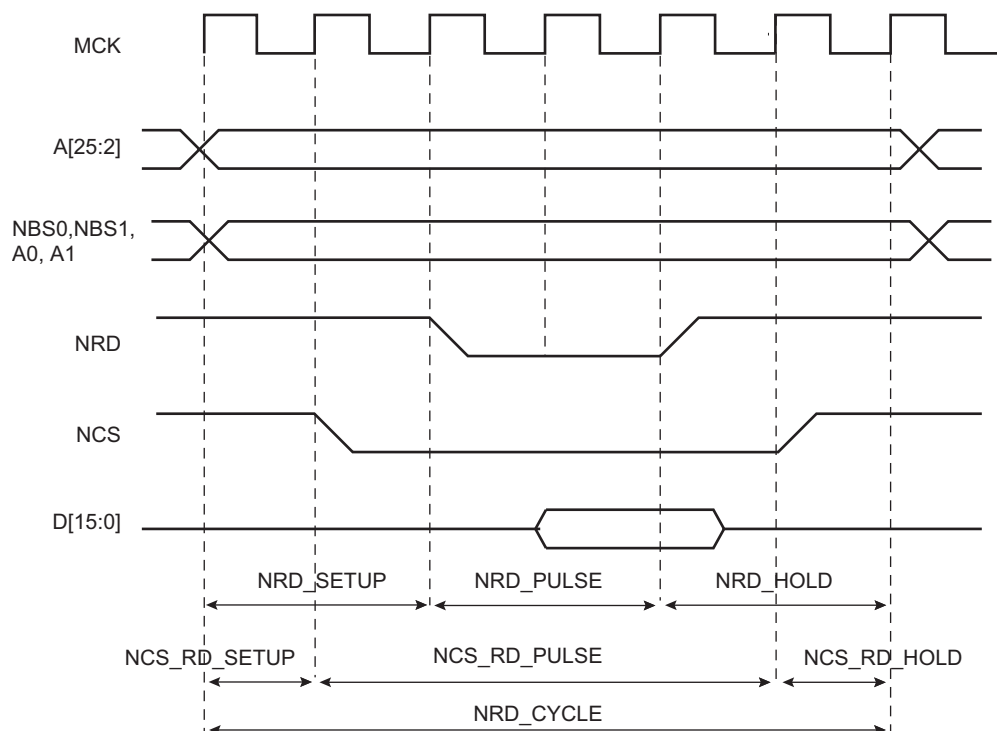 MCK
A[25:2]
NBS0,NBS1,
A0, A1
NRD
NCS
D[15:0]
NRD_SETUP NRD_PULSE NRD_HOLD
NCS_RD_SETUP NCS_RD_PULSE NCS_RD_HOLD
NRD_CYCLE